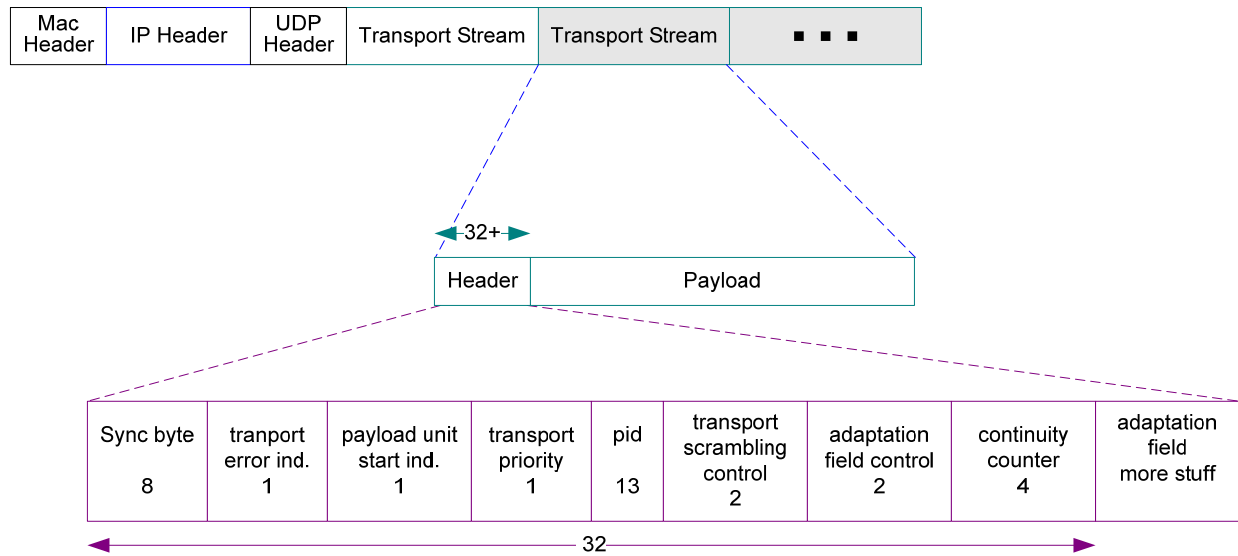 Mac
Header
IP Header
UDP
Header
Transport Stream
Transport Stream
32+
Header
Payload
Sync byte
8
tranport
error ind.
1
payload unit
start ind.
1
transport
priority
1
pid
13
transport
scrambling
control
2
adaptation
field control
2
continuity
counter
4
adaptation
field
more stuff
32